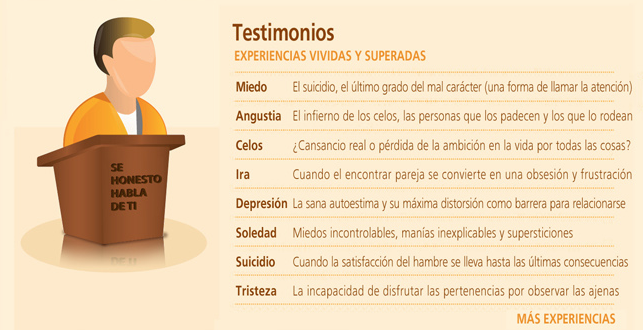 SE
HONESTO
HABLA
DE TI
Testimonios
EXPERIENCIAS VIVIDAS Y SUPERADAS
Miedo El suicidio, el último grado del mal carácter (una forma de llamar la atención)
Angustia El infierno de los celos, las personas que los padecen y los que lo rodean
Celos ¿Cansancio real o pérdida de la ambición en la vida por todas las cosas?
Ira Cuando el encontrar pareja se convierte en una obsesión y frustración
Depresión La sana autoestima y su máxima distorsión como barrera para relacionarse
Soledad Miedos incontrolables, manías inexplicables y supersticiones
Suicidio Cuando la satisfacción del hambre se lleva hasta las últimas consecuencias
Tristeza La incapacidad de disfrutar las pertenencias por observar las ajenas
MÁS EXPERIENCIAS